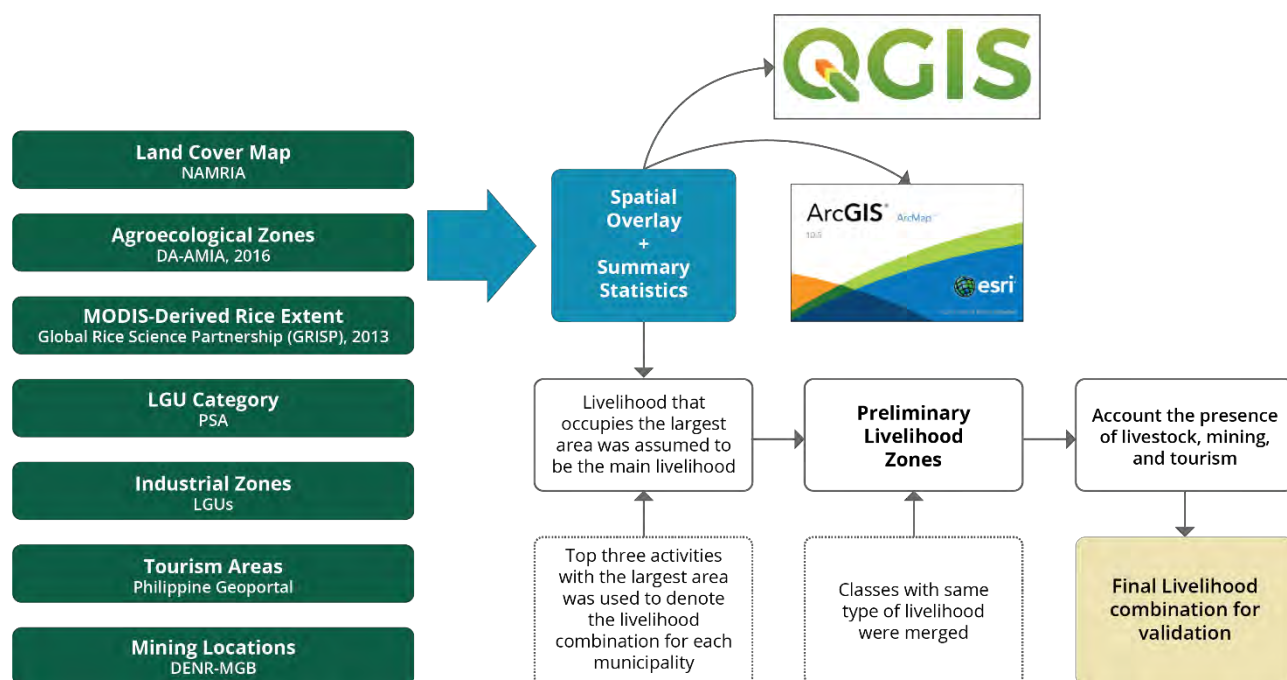 Land Cover Map
NAMRIA
Agroecological Zones
DA-AMIA, 2016
MODIS-Derived Rice Extent
Global Rice Science Partnership (GRISP), 2013
LGU Category
PSA
Industrial Zones
LGUs
Tourism Areas
Philippine Geoportal
Mining Locations
DENR-MGB
Spatial
Overlay
+
Summary
Statistics
QGIS
ArcGIS® ArcMap™
esri
Livelihood that
occupies the largest
area was assumed to
be the main livelihood
Top three activities
with the largest area
was used to denote
the livelihood
combination for each
municipality
Preliminary
Livelihood
Zones
Classes with same
type of livelihood
were merged
Account the presence
of livestock, mining,
and tourism
Final Livelihood
combination for
validation